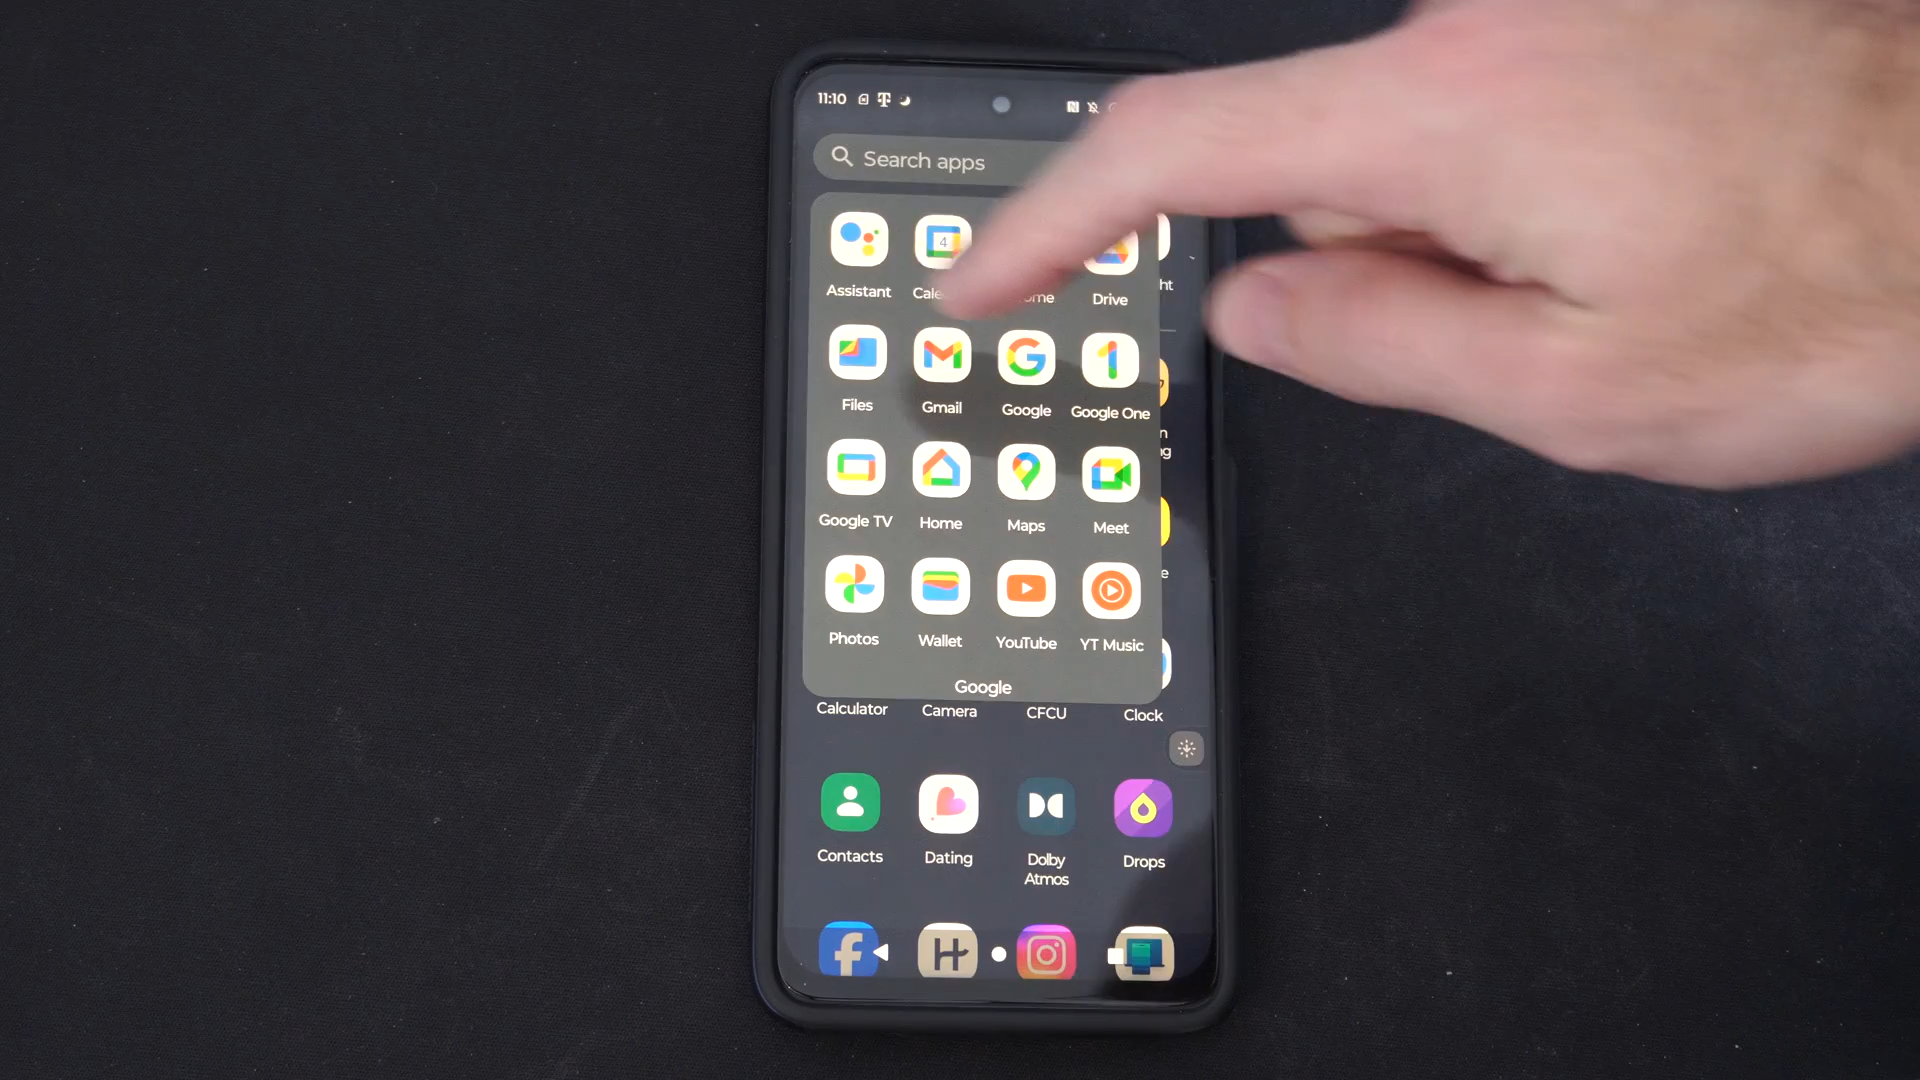 11:10
Search apps
4
Assistant Drive
Files Gmail Google Google One
Google TV Home Maps Meet
Photos Wallet YouTube YT Music
Google
Calculator Camera CFCU Clock
Contacts Dating Dolby Drops
Atmos